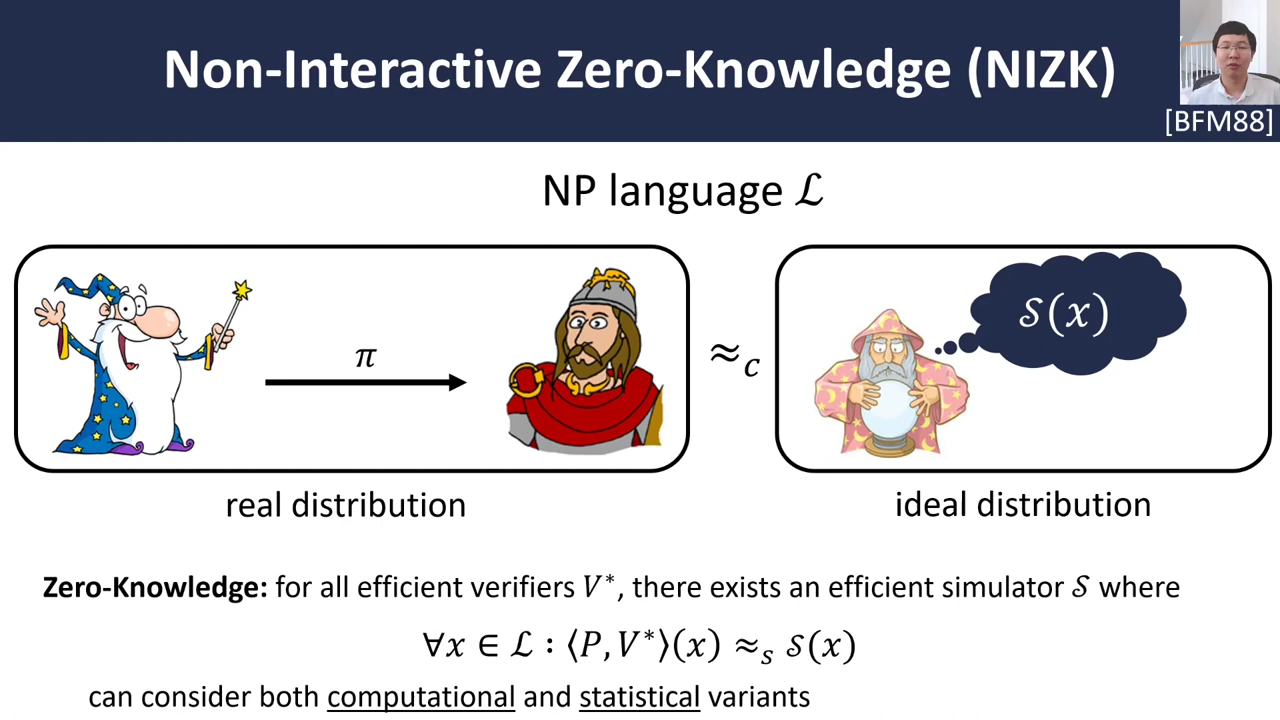 Non-Interactive Zero-Knowledge (NIZK)
[BFM88]
NP language ℒ
π
≈c
𝒮(x)
real distribution
ideal distribution
Zero-Knowledge: for all efficient verifiers V*, there exists an efficient simulator 𝒮 where
∀x ∈ ℒ : ⟨P, V*⟩(x) ≈s 𝒮(x)
can consider both computational and statistical variants